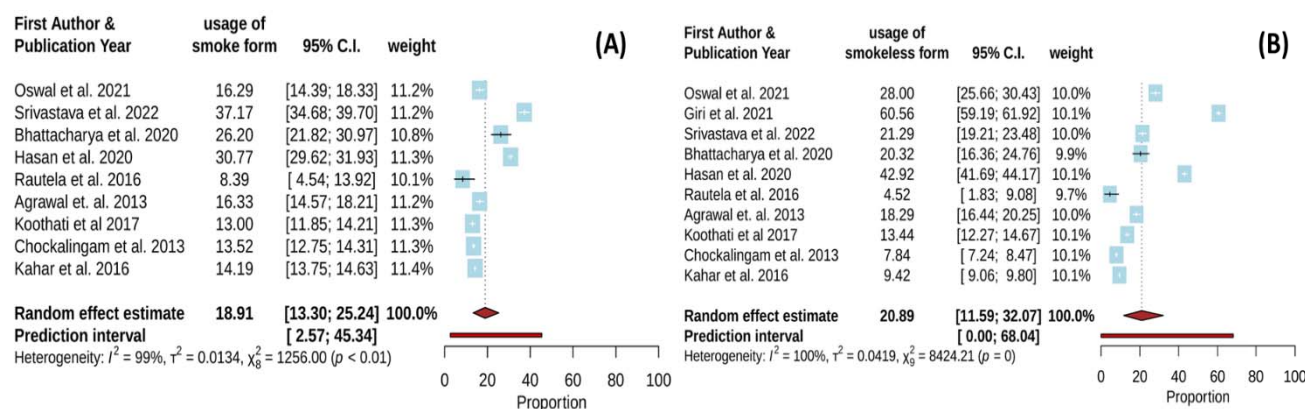 First Author & Publication Year usage of smoke form 95% C.I. weight
(A)
Oswal et al. 2021 16.29 [14.39; 18.33] 11.2%
Srivastava et al. 2022 37.17 [34.68; 39.70] 11.3%
Bhattacharya et al. 2020 26.20 [21.82; 30.97] 10.8%
Hasan et al. 2020 30.77 [29.62; 31.93] 11.3%
Rautela et al. 2016 8.39 [ 4.54; 13.92] 10.1%
Agrawal et al. 2013 16.33 [14.57; 18.21] 11.2%
Koothati et al 2017 13.00 [11.85; 14.21] 11.3%
Chockalingam et al. 2013 13.52 [12.75; 14.31] 11.3%
Kahar et al. 2016 14.19 [13.75; 14.63] 11.4%
Random effect estimate 18.91 [13.30; 25.24] 100.0%
Prediction interval [ 2.57; 45.34]
Heterogeneity: I² = 99%, τ² = 0.0134, χ²₈ = 1256.00 (p < 0.01)
0 20 40 60 80 100
Proportion
First Author & Publication Year usage of smokeless form 95% C.I. weight
(B)
Oswal et al. 2021 28.00 [25.66; 30.43] 10.0%
Giri et al. 2021 60.56 [59.19; 61.92] 10.1%
Srivastava et al. 2022 21.29 [19.21; 23.48] 10.0%
Bhattacharya et al. 2020 20.32 [16.36; 24.76] 9.9%
Hasan et al. 2020 42.92 [41.69; 44.17] 10.1%
Rautela et al. 2016 4.52 [ 1.83; 9.08] 9.7%
Agrawal et. al. 2013 18.29 [16.44; 20.25] 10.0%
Koothati et al 2017 13.44 [12.27; 14.67] 10.1%
Chockalingam et al. 2013 7.84 [ 7.24; 8.47] 10.1%
Kahar et al. 2016 9.42 [ 9.06; 9.80] 10.1%
Random effect estimate 20.89 [11.59; 32.07] 100.0%
Prediction interval [ 0.00; 68.04]
Heterogeneity: I² = 100%, τ² = 0.0419, χ²₉ = 8424.21 (p = 0)
0 20 40 60 80 100
Proportion